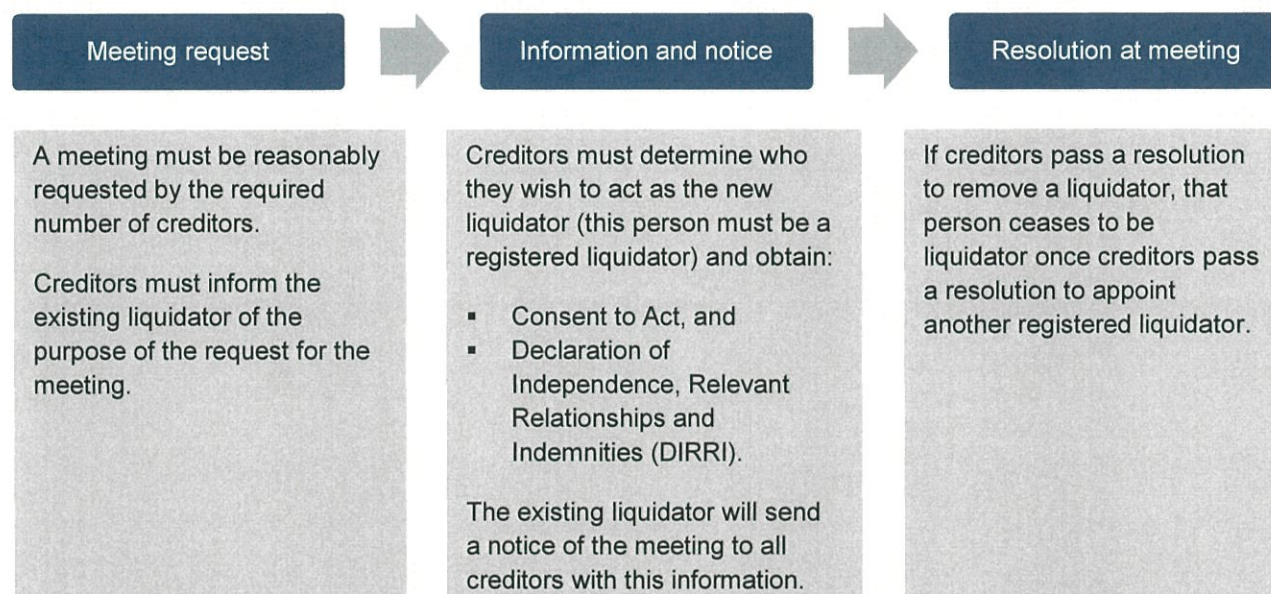 Meeting request
Information and notice
Resolution at meeting
A meeting must be reasonably
requested by the required
number of creditors.
Creditors must inform the
existing liquidator of the
purpose of the request for the
meeting.
Creditors must determine who
they wish to act as the new
liquidator (this person must be a
registered liquidator) and obtain:
▪ Consent to Act, and
▪ Declaration of
Independence, Relevant
Relationships and
Indemnities (DIRRI).
The existing liquidator will send
a notice of the meeting to all
creditors with this information.
If creditors pass a resolution
to remove a liquidator, that
person ceases to be
liquidator once creditors pass
a resolution to appoint
another registered liquidator.